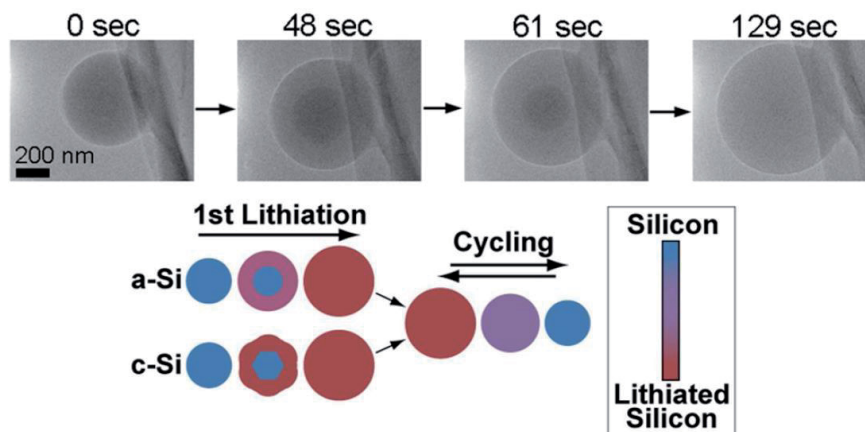 0 sec
48 sec
61 sec
129 sec
200 nm
1st Lithiation
Cycling
a-Si
c-Si
Silicon
Lithiated
Silicon